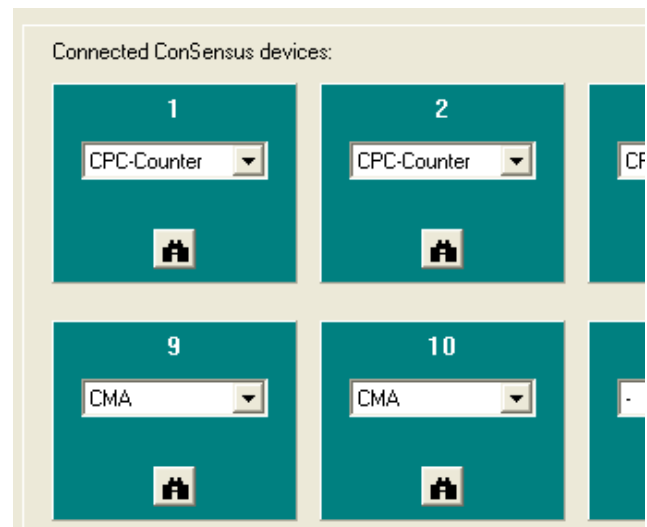 Connected ConSensus devices:
1 2
CPC-Counter CPC-Counter
9 10
CMA CMA -